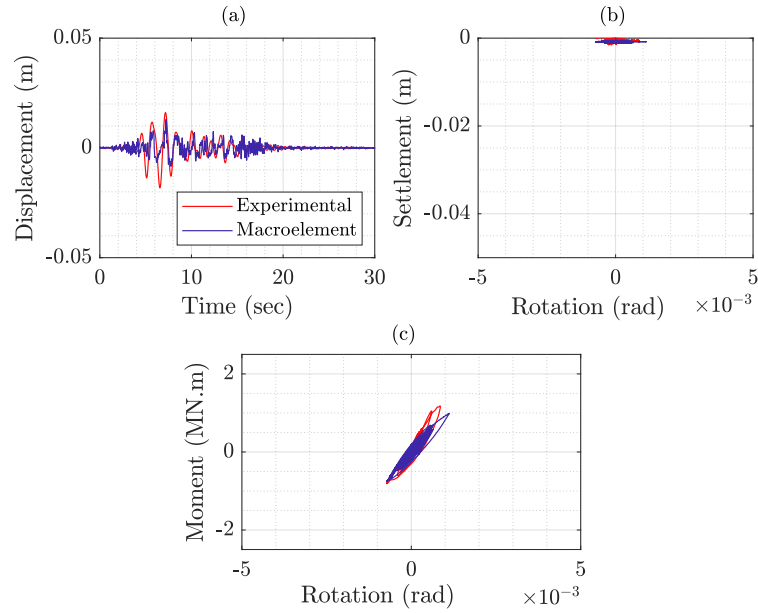 (a)
Displacement (m)
0.05
0
-0.05
0
10
20
30
Time (sec)
Experimental
Macroelement
(b)
Settlement (m)
0
-0.02
-0.04
-5
0
5
Rotation (rad)
×10⁻³
(c)
Moment (MN.m)
2
0
-2
-5
0
5
Rotation (rad)
×10⁻³